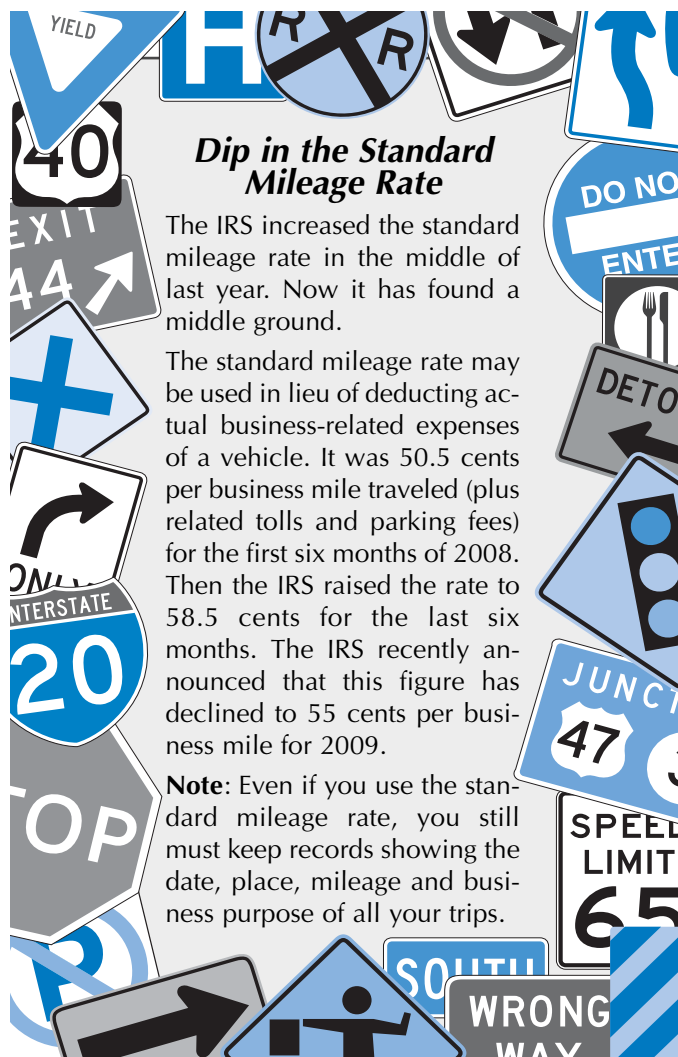 YIELD
H
R R
40
DO NO
ENTE
EXIT
44
DETO
ONLY
INTERSTATE
20
JUNCT
47
TOP
SPEED
LIMIT
65
P
SOUTH
WRONG
WAY
Dip in the Standard
Mileage Rate
The IRS increased the standard
mileage rate in the middle of
last year. Now it has found a
middle ground.
The standard mileage rate may
be used in lieu of deducting ac-
tual business-related expenses
of a vehicle. It was 50.5 cents
per business mile traveled (plus
related tolls and parking fees)
for the first six months of 2008.
Then the IRS raised the rate to
58.5 cents for the last six
months. The IRS recently an-
nounced that this figure has
declined to 55 cents per busi-
ness mile for 2009.
Note: Even if you use the stan-
dard mileage rate, you still
must keep records showing the
date, place, mileage and busi-
ness purpose of all your trips.